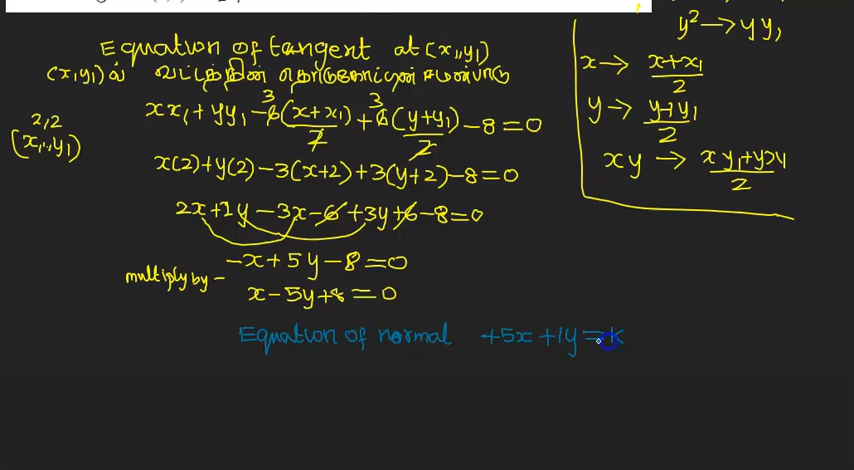 y² → yy₁
Equation of tangent at (x₁,y₁)
(x₁y₁) ல்
x → x+x₁/2
xx₁ + yy₁ - 6 3 (x+x₁)/2 + 6 3 (y+y₁)/2 - 8 = 0
y → y+y₁/2
2,2
(x₁,y₁)
x(2) + y(2) - 3(x+2) + 3(y+2) - 8 = 0
xy → xy₁+yx₁/2
2x + 2y - 3x - 6 + 3y + 6 - 8 = 0
-x + 5y - 8 = 0
multiply by -
x - 5y + 8 = 0
Equation of normal +5x + 1y = k